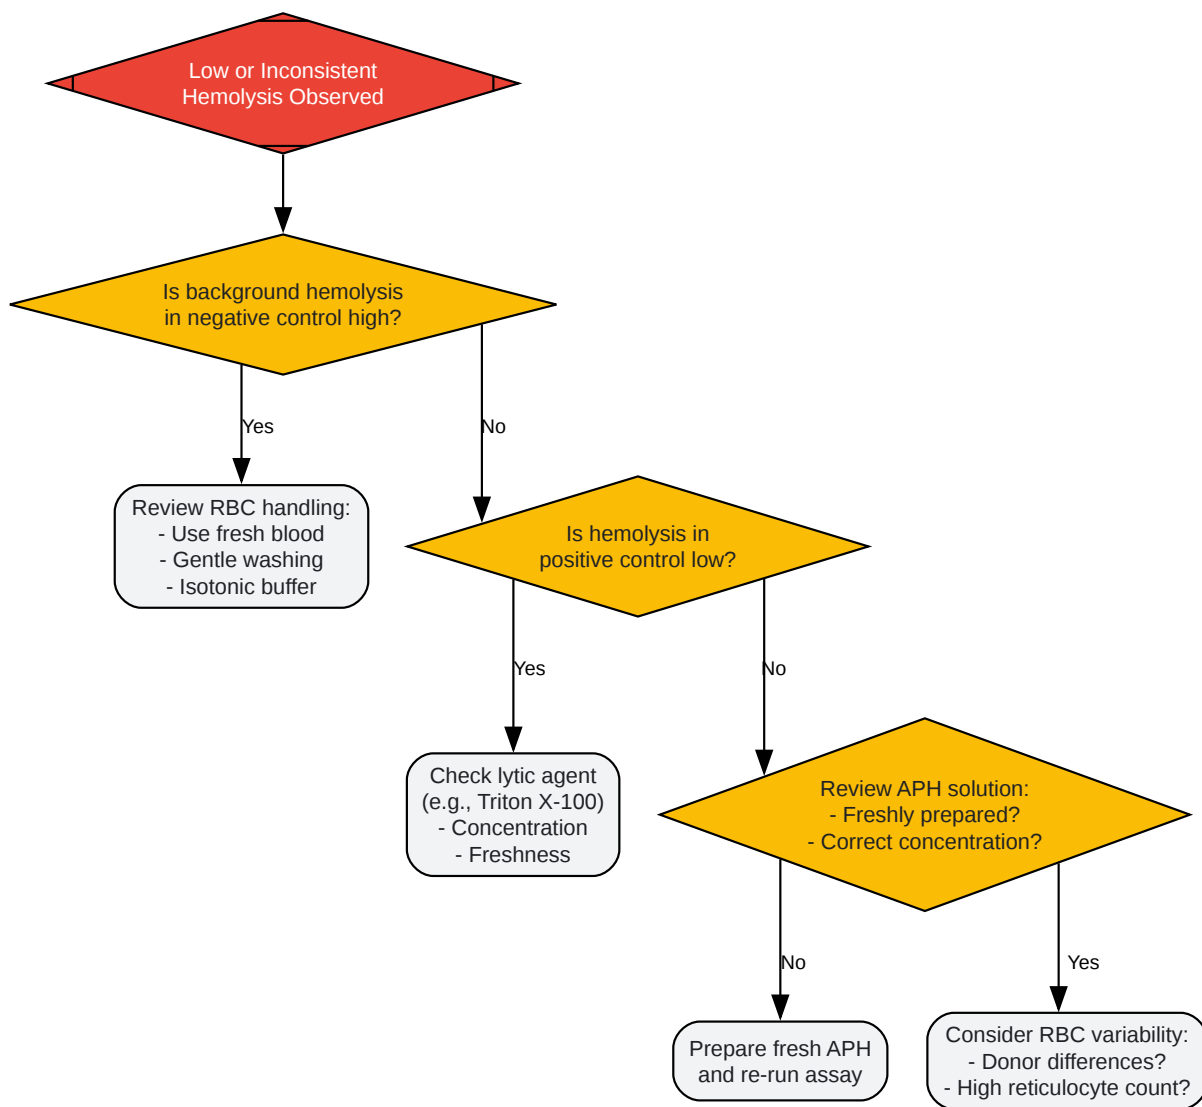 Low or Inconsistent
Hemolysis Observed
Is background hemolysis
in negative control high?
Yes
No
Review RBC handling:
- Use fresh blood
- Gentle washing
- Isotonic buffer
Is hemolysis in
positive control low?
Yes
No
Check lytic agent
(e.g., Triton X-100)
- Concentration
- Freshness
Review APH solution:
- Freshly prepared?
- Correct concentration?
No
Yes
Prepare fresh APH
and re-run assay
Consider RBC variability:
- Donor differences?
- High reticulocyte count?